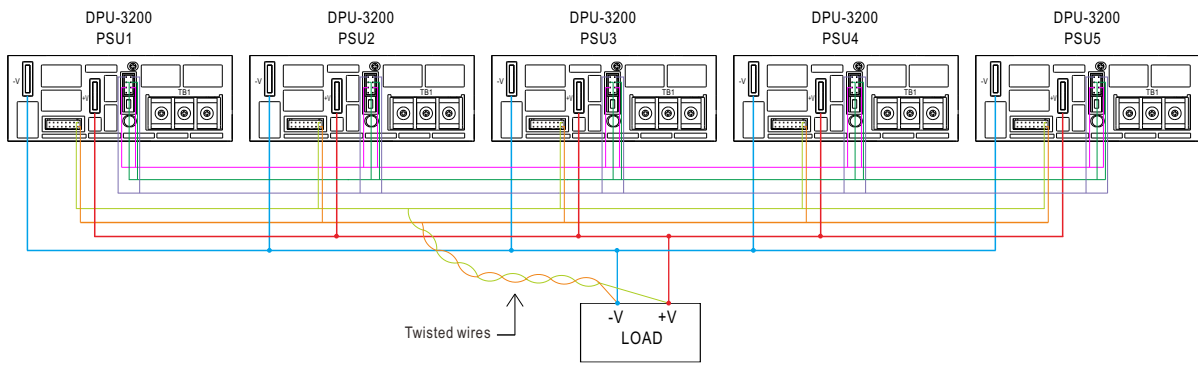 DPU-3200 DPU-3200 DPU-3200 DPU-3200 DPU-3200
PSU1 PSU2 PSU3 PSU4 PSU5
-V -V -V -V -V
+V +V +V +V +V
TB1 TB1 TB1 TB1 TB1
-V +V
Twisted wires LOAD